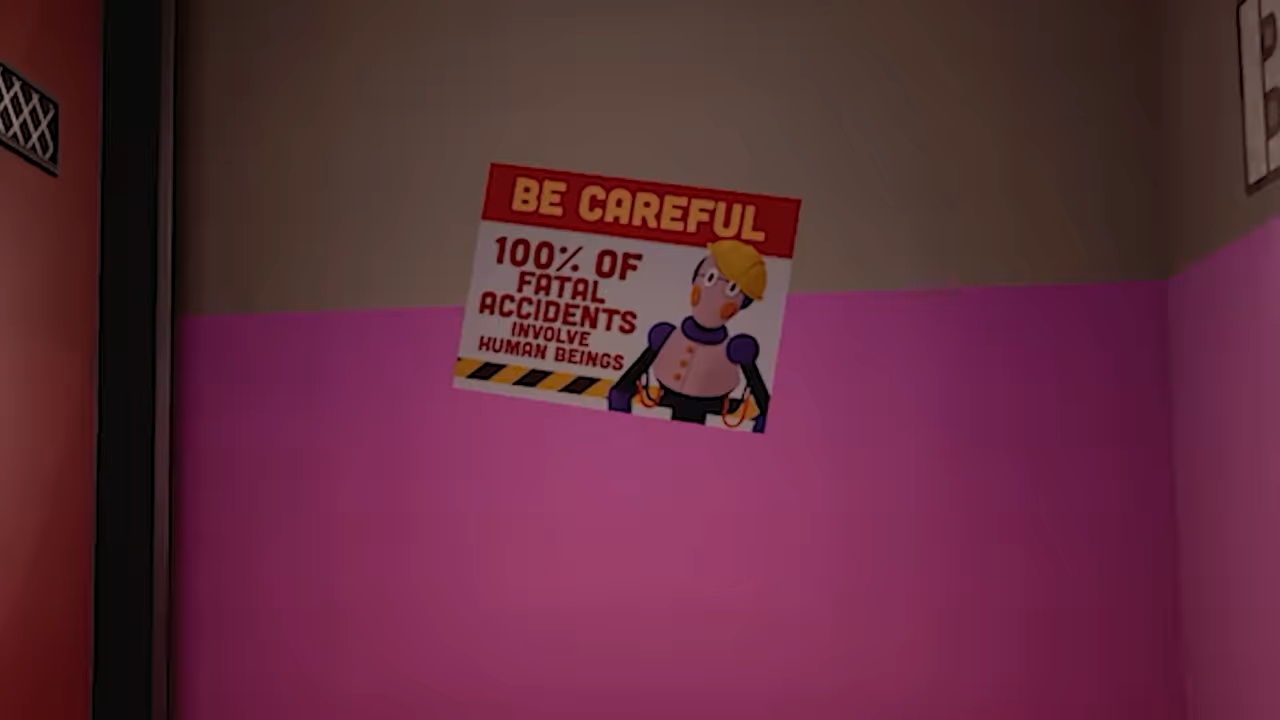 BE CAREFUL
100% OF
FATAL
ACCIDENTS
INVOLVE
HUMAN BEINGS